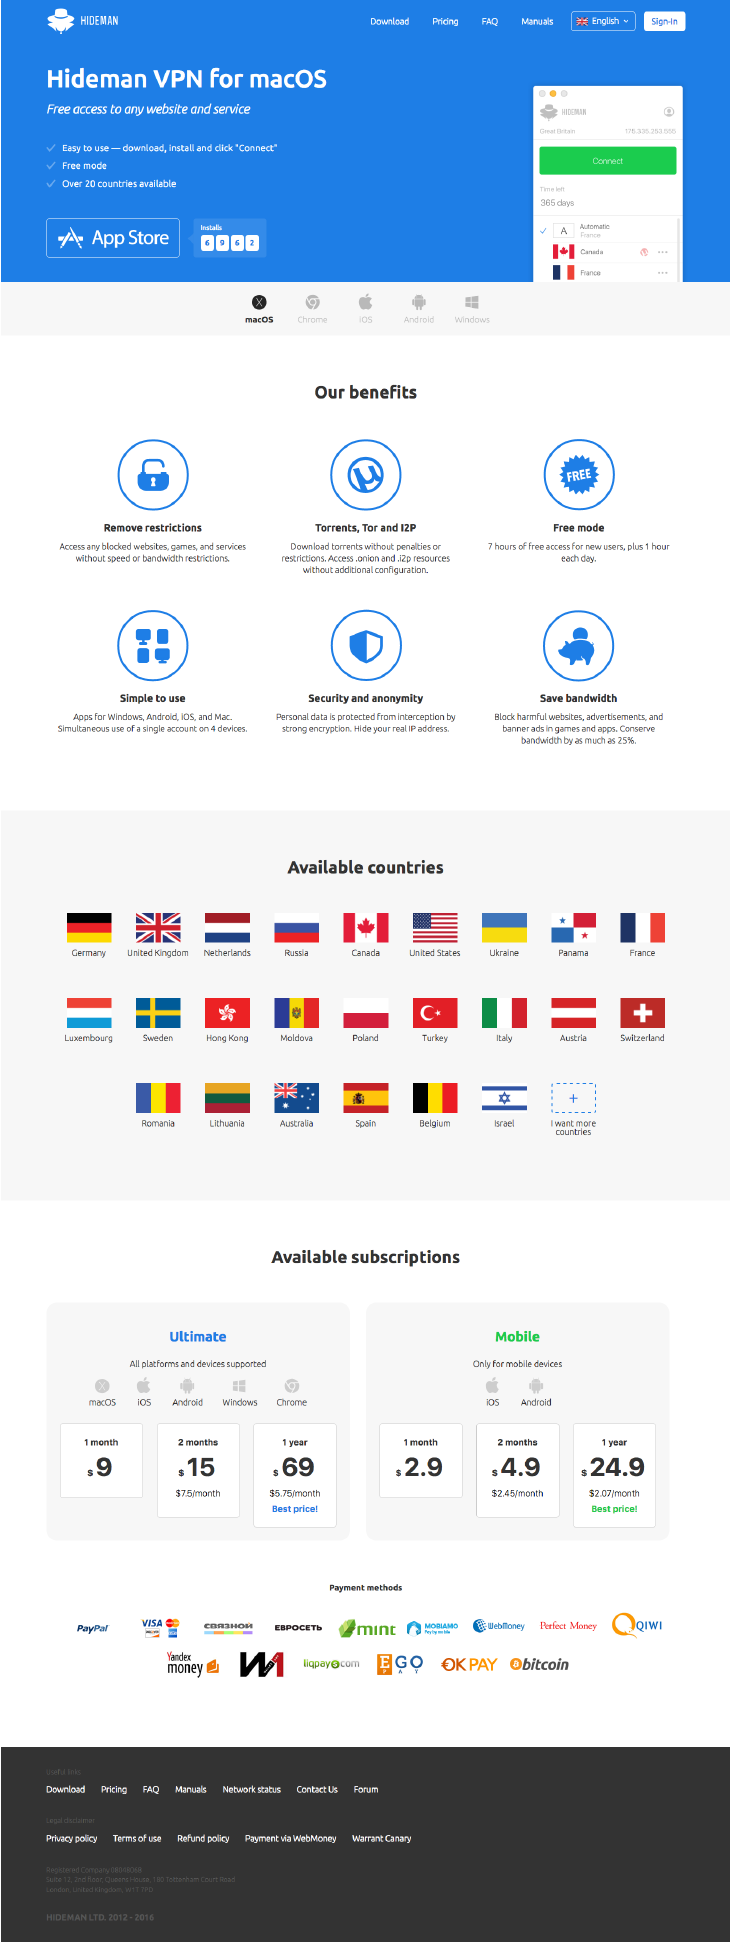 HIDEMAN
Download Pricing FAQ Manuals English Sign-in
Hideman VPN for macOS
Free access to any website and service
Easy to use — download, install and click "Connect"
Free mode
Over 20 countries available
App Store
Installs
6 9 6 2
HIDEMAN
Great Britain 175.335.253.555
Connect
Time left
365 days
A Automatic
France
Canada
France
macOS Chrome iOS Android Windows
Our benefits
FREE
Remove restrictions
Access any blocked websites, games, and services
without speed or bandwidth restrictions.
Torrents, Tor and I2P
Download torrents without penalties or
restrictions. Access .onion and .i2p resources
without additional configuration.
Free mode
7 hours of free access for new users, plus 1 hour
each day.
Simple to use
Apps for Windows, Android, iOS, and Mac.
Simultaneous use of a single account on 4 devices.
Security and anonymity
Personal data is protected from interception by
strong encryption. Hide your real IP address.
Save bandwidth
Block harmful websites, advertisements, and
banner ads in games and apps. Conserve
bandwidth by as much as 25%.
Available countries
Germany United Kingdom Netherlands Russia Canada United States Ukraine Panama France
Luxembourg Sweden Hong Kong Moldova Poland Turkey Italy Austria Switzerland
Romania Lithuania Australia Spain Belgium Israel I want more
countries
Available subscriptions
Ultimate
All platforms and devices supported
macOS iOS Android Windows Chrome
1 month
$ 9
2 months
$ 15
$7.5/month
1 year
$ 69
$5.75/month
Best price!
Mobile
Only for mobile devices
iOS Android
1 month
$ 2.9
2 months
$ 4.9
$2.45/month
1 year
$ 24.9
$2.07/month
Best price!
Payment methods
PayPal VISA MasterCard СВЯЗНОЙ ЕВРОСЕТЬ mint MOBIAMO WebMoney Perfect Money QIWI
Pay by mobile
Yandex money W1 liqpay.com EGO PAY OKPAY bitcoin
Useful links
Download Pricing FAQ Manuals Network status Contact Us Forum
Legal disclaimer
Privacy policy Terms of use Refund policy Payment via WebMoney Warrant Canary
Registered Company
Suite 12, 2nd floor, Queens House, 180 Tottenham Court Road
London, United Kingdom, W1T 7PD
HIDEMAN LTD. 2012 - 2016